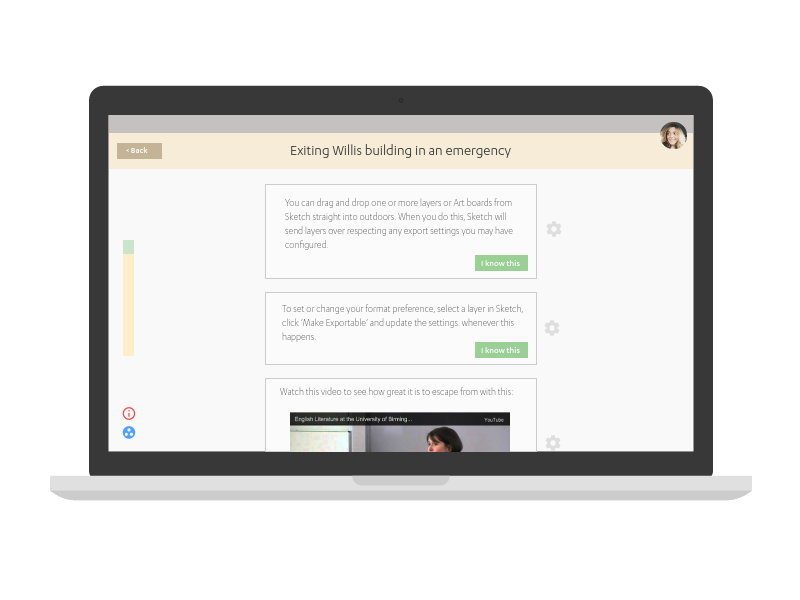 ‹ Back
Exiting Willis building in an emergency
You can drag and drop one or more layers or Art boards from
Sketch straight into outdoors. When you do this, Sketch will
send layers over respecting any export settings you may have
configured.
I know this
To set or change your format preference, select a layer in Sketch,
click ‘Make Exportable’ and update the settings. whenever this
happens.
I know this
Watch this video to see how great it is to escape from with this:
English Literature at the University of Birming...
YouTube